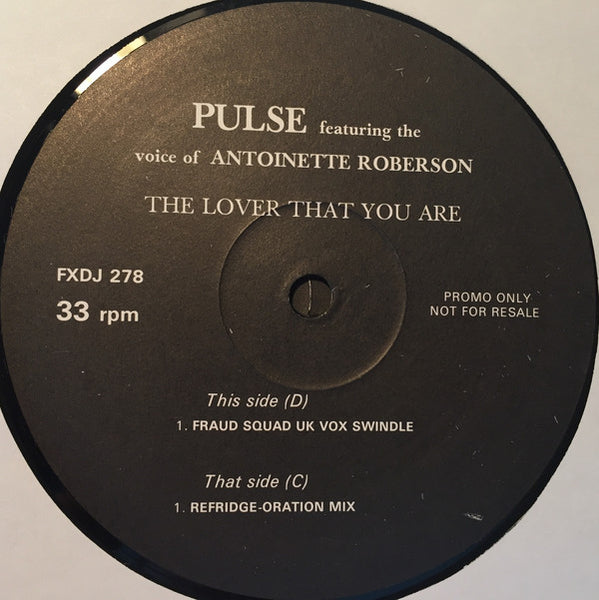 PULSE featuring the
voice of ANTOINETTE ROBERSON
THE LOVER THAT YOU ARE
FXDJ 278
33 rpm
PROMO ONLY
NOT FOR RESALE
This side (D)
1. FRAUD SQUAD UK VOX SWINDLE
That side (C)
1. REFRIDGE-ORATION MIX